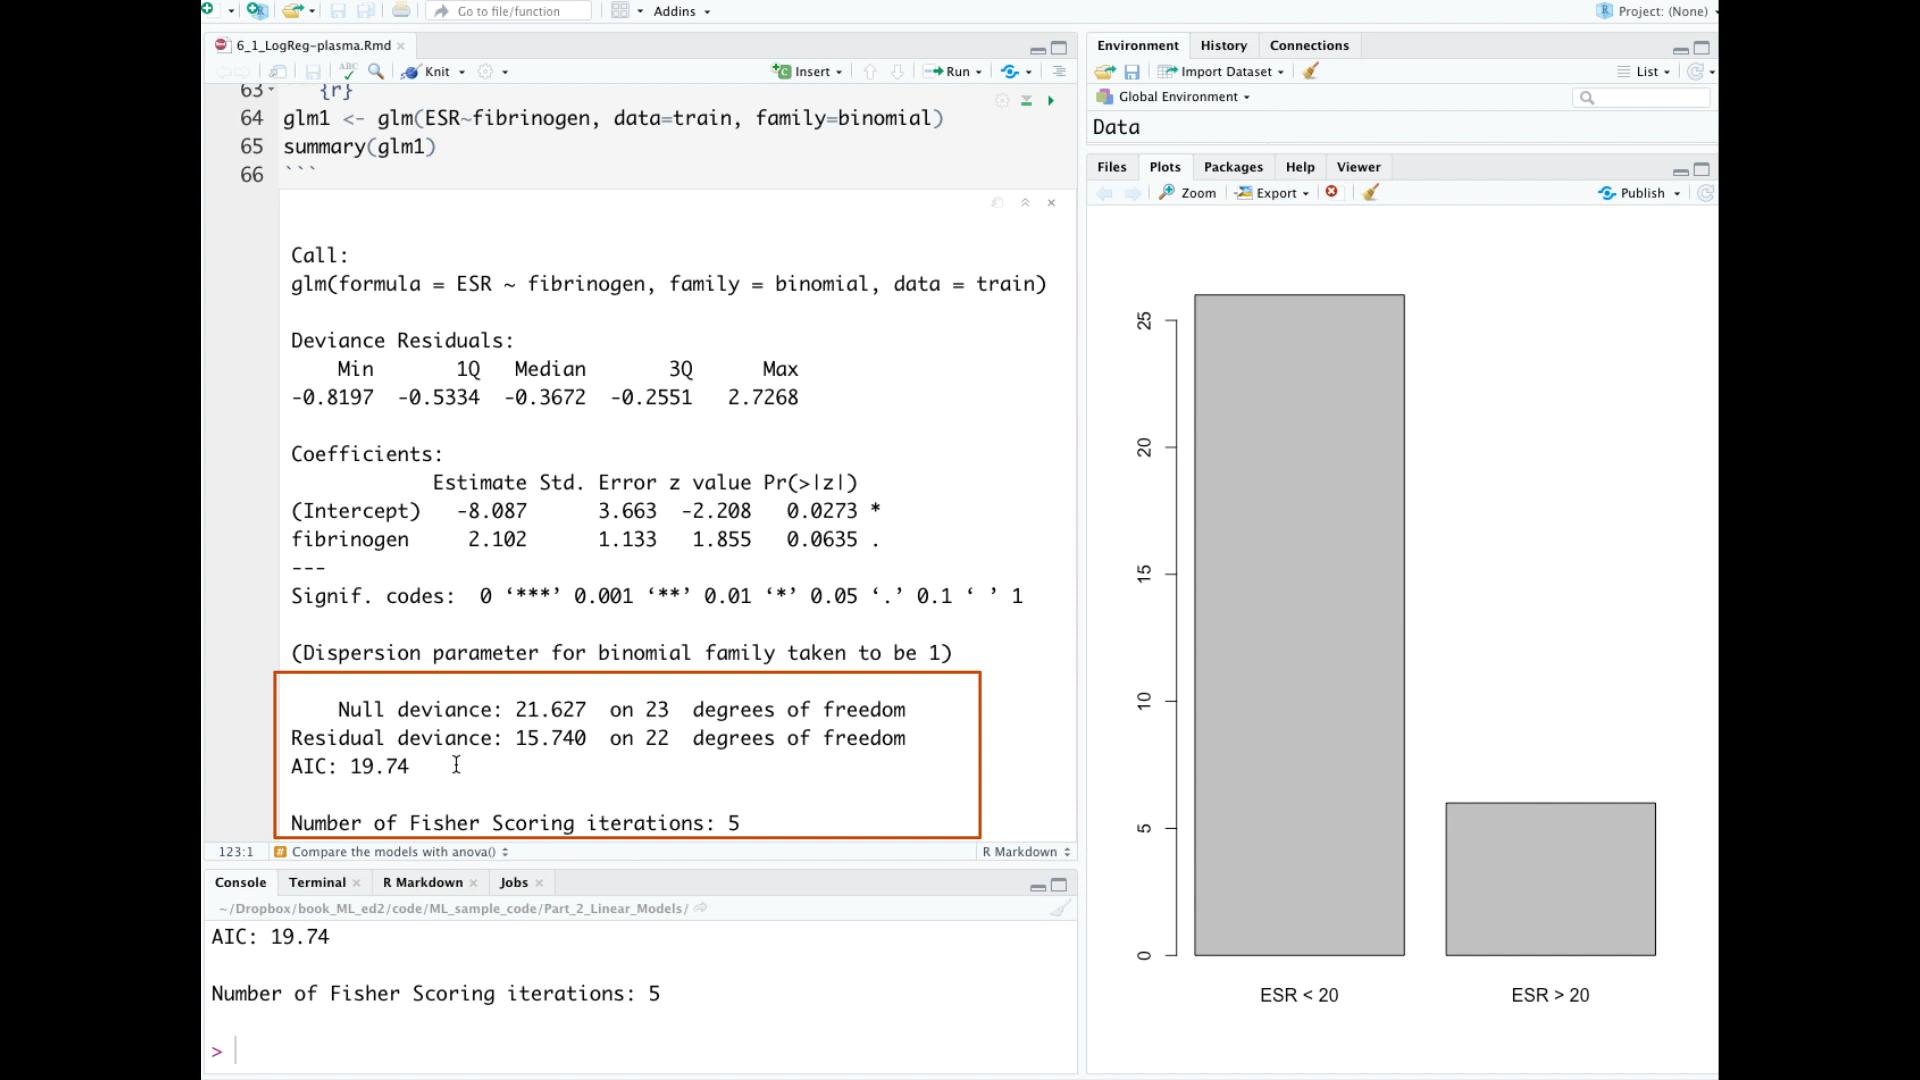 Go to file/function
Addins
Project: (None)
6_1_LogReg-plasma.Rmd
ABC
Knit
Insert
Run
63
{r}
64 glm1 <- glm(ESR~fibrinogen, data=train, family=binomial)
65 summary(glm1)
66 ```
Call:
glm(formula = ESR ~ fibrinogen, family = binomial, data = train)
Deviance Residuals:
Min 1Q Median 3Q Max
-0.8197 -0.5334 -0.3672 -0.2551 2.7268
Coefficients:
Estimate Std. Error z value Pr(>|z|)
(Intercept) -8.087 3.663 -2.208 0.0273 *
fibrinogen 2.102 1.133 1.855 0.0635 .
---
Signif. codes: 0 ‘***’ 0.001 ‘**’ 0.01 ‘*’ 0.05 ‘.’ 0.1 ‘ ’ 1
(Dispersion parameter for binomial family taken to be 1)
Null deviance: 21.627 on 23 degrees of freedom
Residual deviance: 15.740 on 22 degrees of freedom
AIC: 19.74
Number of Fisher Scoring iterations: 5
123:1 # Compare the models with anova() R Markdown
Console Terminal R Markdown Jobs
~/Dropbox/book_ML_ed2/code/ML_sample_code/Part_2_Linear_Models/
AIC: 19.74
Number of Fisher Scoring iterations: 5
>
Environment History Connections
Import Dataset List
Global Environment
Data
Files Plots Packages Help Viewer
Zoom Export Publish
25
20
15
10
5
0
ESR < 20 ESR > 20